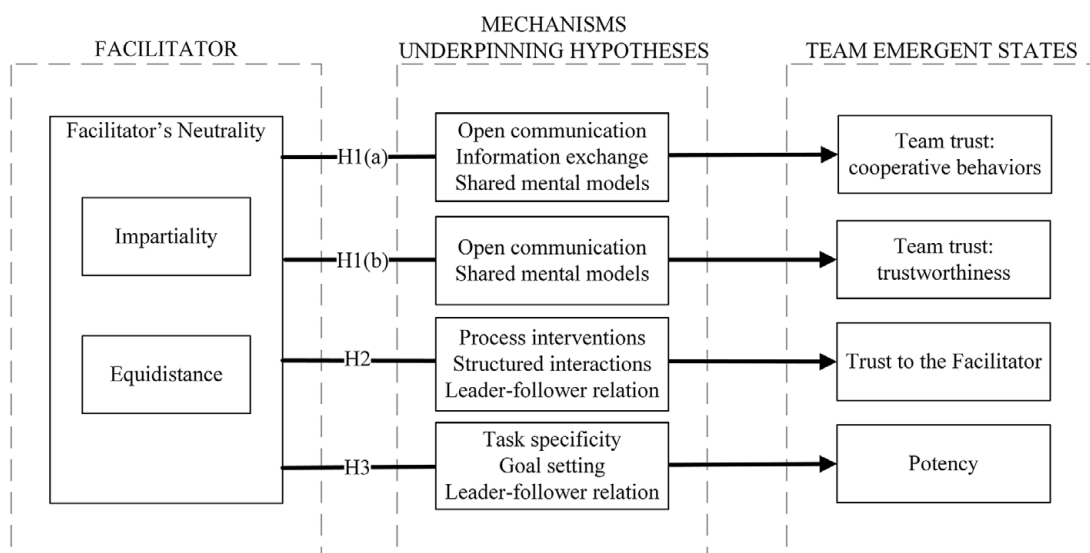 FACILITATOR
Facilitator's Neutrality
Impartiality
Equidistance
H1(a)
H1(b)
H2
H3
MECHANISMS
UNDERPINNING HYPOTHESES
Open communication
Information exchange
Shared mental models
Open communication
Shared mental models
Process interventions
Structured interactions
Leader-follower relation
Task specificity
Goal setting
Leader-follower relation
TEAM EMERGENT STATES
Team trust:
cooperative behaviors
Team trust:
trustworthiness
Trust to the Facilitator
Potency